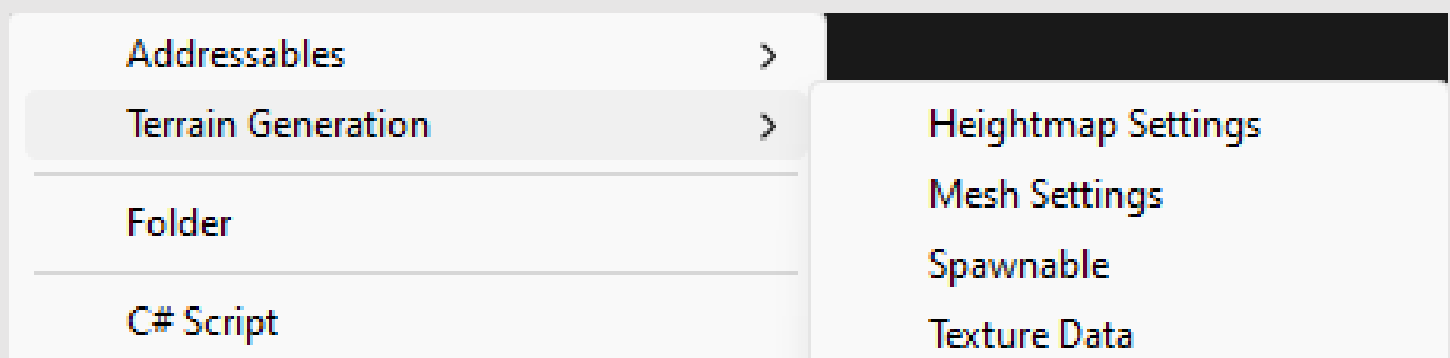 Addressables
Terrain Generation
Folder
C# Script
Heightmap Settings
Mesh Settings
Spawnable
Texture Data